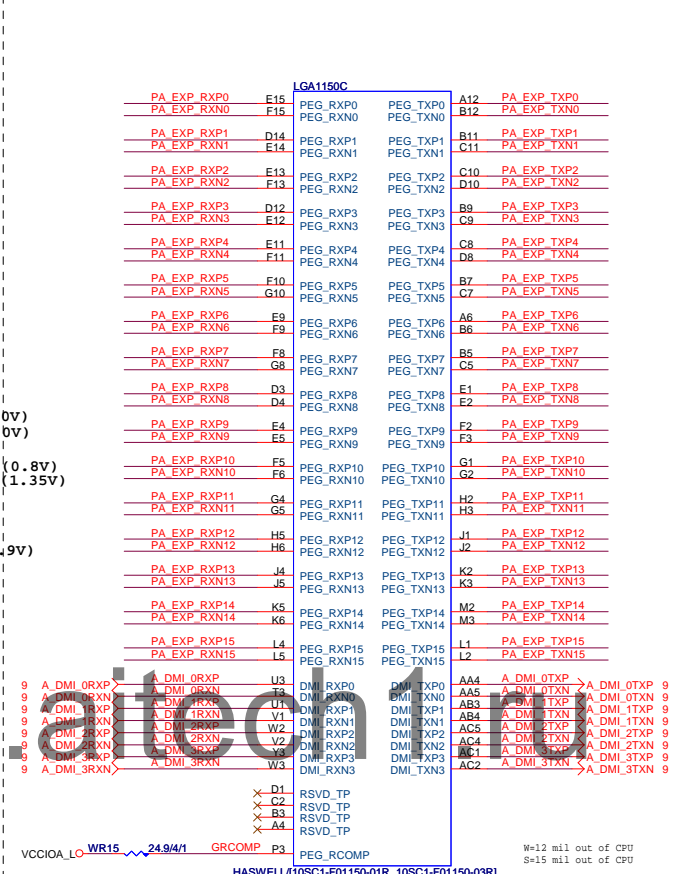 LGA1150C
PA_EXP_RXP0 E15 PEG_RXP0 PEG_TXP0 A12 PA_EXP_TXP0
PA_EXP_RXN0 F15 PEG_RXN0 PEG_TXN0 B12 PA_EXP_TXN0
PA_EXP_RXP1 D14 PEG_RXP1 PEG_TXP1 B11 PA_EXP_TXP1
PA_EXP_RXN1 E14 PEG_RXN1 PEG_TXN1 C11 PA_EXP_TXN1
PA_EXP_RXP2 E13 PEG_RXP2 PEG_TXP2 C10 PA_EXP_TXP2
PA_EXP_RXN2 F13 PEG_RXN2 PEG_TXN2 D10 PA_EXP_TXN2
PA_EXP_RXP3 D12 PEG_RXP3 PEG_TXP3 B9 PA_EXP_TXP3
PA_EXP_RXN3 E12 PEG_RXN3 PEG_TXN3 C9 PA_EXP_TXN3
PA_EXP_RXP4 E11 PEG_RXP4 PEG_TXP4 C8 PA_EXP_TXP4
PA_EXP_RXN4 F11 PEG_RXN4 PEG_TXN4 D8 PA_EXP_TXN4
PA_EXP_RXP5 F10 PEG_RXP5 PEG_TXP5 B7 PA_EXP_TXP5
PA_EXP_RXN5 G10 PEG_RXN5 PEG_TXN5 C7 PA_EXP_TXN5
PA_EXP_RXP6 E9 PEG_RXP6 PEG_TXP6 A6 PA_EXP_TXP6
PA_EXP_RXN6 F9 PEG_RXN6 PEG_TXN6 B6 PA_EXP_TXN6
PA_EXP_RXP7 F8 PEG_RXP7 PEG_TXP7 B5 PA_EXP_TXP7
PA_EXP_RXN7 G8 PEG_RXN7 PEG_TXN7 C5 PA_EXP_TXN7
PA_EXP_RXP8 D3 PEG_RXP8 PEG_TXP8 E1 PA_EXP_TXP8
PA_EXP_RXN8 D4 PEG_RXN8 PEG_TXN8 E2 PA_EXP_TXN8
0V)
PA_EXP_RXP9 E4 PEG_RXP9 PEG_TXP9 F2 PA_EXP_TXP9
0V) PA_EXP_RXN9 E5 PEG_RXN9 PEG_TXN9 F3 PA_EXP_TXN9
(0.8V) PA_EXP_RXP10 F5 PEG_RXP10 PEG_TXP10 G1 PA_EXP_TXP10
(1.35V) PA_EXP_RXN10 F6 PEG_RXN10 PEG_TXN10 G2 PA_EXP_TXN10
PA_EXP_RXP11 G4 PEG_RXP11 PEG_TXP11 H2 PA_EXP_TXP11
PA_EXP_RXN11 G5 PEG_RXN11 PEG_TXN11 H3 PA_EXP_TXN11
PA_EXP_RXP12 H5 PEG_RXP12 PEG_TXP12 J1 PA_EXP_TXP12
.9V) PA_EXP_RXN12 H6 PEG_RXN12 PEG_TXN12 J2 PA_EXP_TXN12
PA_EXP_RXP13 J4 PEG_RXP13 PEG_TXP13 K2 PA_EXP_TXP13
PA_EXP_RXN13 J5 PEG_RXN13 PEG_TXN13 K3 PA_EXP_TXN13
PA_EXP_RXP14 K5 PEG_RXP14 PEG_TXP14 M2 PA_EXP_TXP14
PA_EXP_RXN14 K6 PEG_RXN14 PEG_TXN14 M3 PA_EXP_TXN14
PA_EXP_RXP15 L4 PEG_RXP15 PEG_TXP15 L1 PA_EXP_TXP15
PA_EXP_RXN15 L5 PEG_RXN15 PEG_TXN15 L2 PA_EXP_TXN15
9 A_DMI_0RXP A_DMI_0RXP U3 DMI_RXP0 DMI_TXP0 AA4 A_DMI_0TXP A_DMI_0TXP 9
9 A_DMI_0RXN A_DMI_0RXN T3 DMI_RXN0 DMI_TXN0 AA5 A_DMI_0TXN A_DMI_0TXN 9
9 A_DMI_1RXP A_DMI_1RXP U1 DMI_RXP1 DMI_TXP1 AB3 A_DMI_1TXP A_DMI_1TXP 9
9 A_DMI_1RXN A_DMI_1RXN V1 DMI_RXN1 DMI_TXN1 AB4 A_DMI_1TXN A_DMI_1TXN 9
9 A_DMI_2RXP A_DMI_2RXP W2 DMI_RXP2 DMI_TXP2 AC5 A_DMI_2TXP A_DMI_2TXP 9
9 A_DMI_2RXN A_DMI_2RXN V2 DMI_RXN2 DMI_TXN2 AC4 A_DMI_2TXN A_DMI_2TXN 9
9 A_DMI_3RXP A_DMI_3RXP Y3 DMI_RXP3 DMI_TXP3 AC1 A_DMI_3TXP A_DMI_3TXP 9
9 A_DMI_3RXN A_DMI_3RXN W3 DMI_RXN3 DMI_TXN3 AC2 A_DMI_3TXN A_DMI_3TXN 9
.aitech1.ru
D1 RSVD_TP
C2 RSVD_TP
B3 RSVD_TP
A4 RSVD_TP
VCCIOA_L WR15 24.9/4/1 GRCOMP P3 PEG_RCOMP
W=12 mil out of CPU
S=15 mil out of CPU
HASWELL/[10SC1-F01150-01R, 10SC1-F01150-03R]